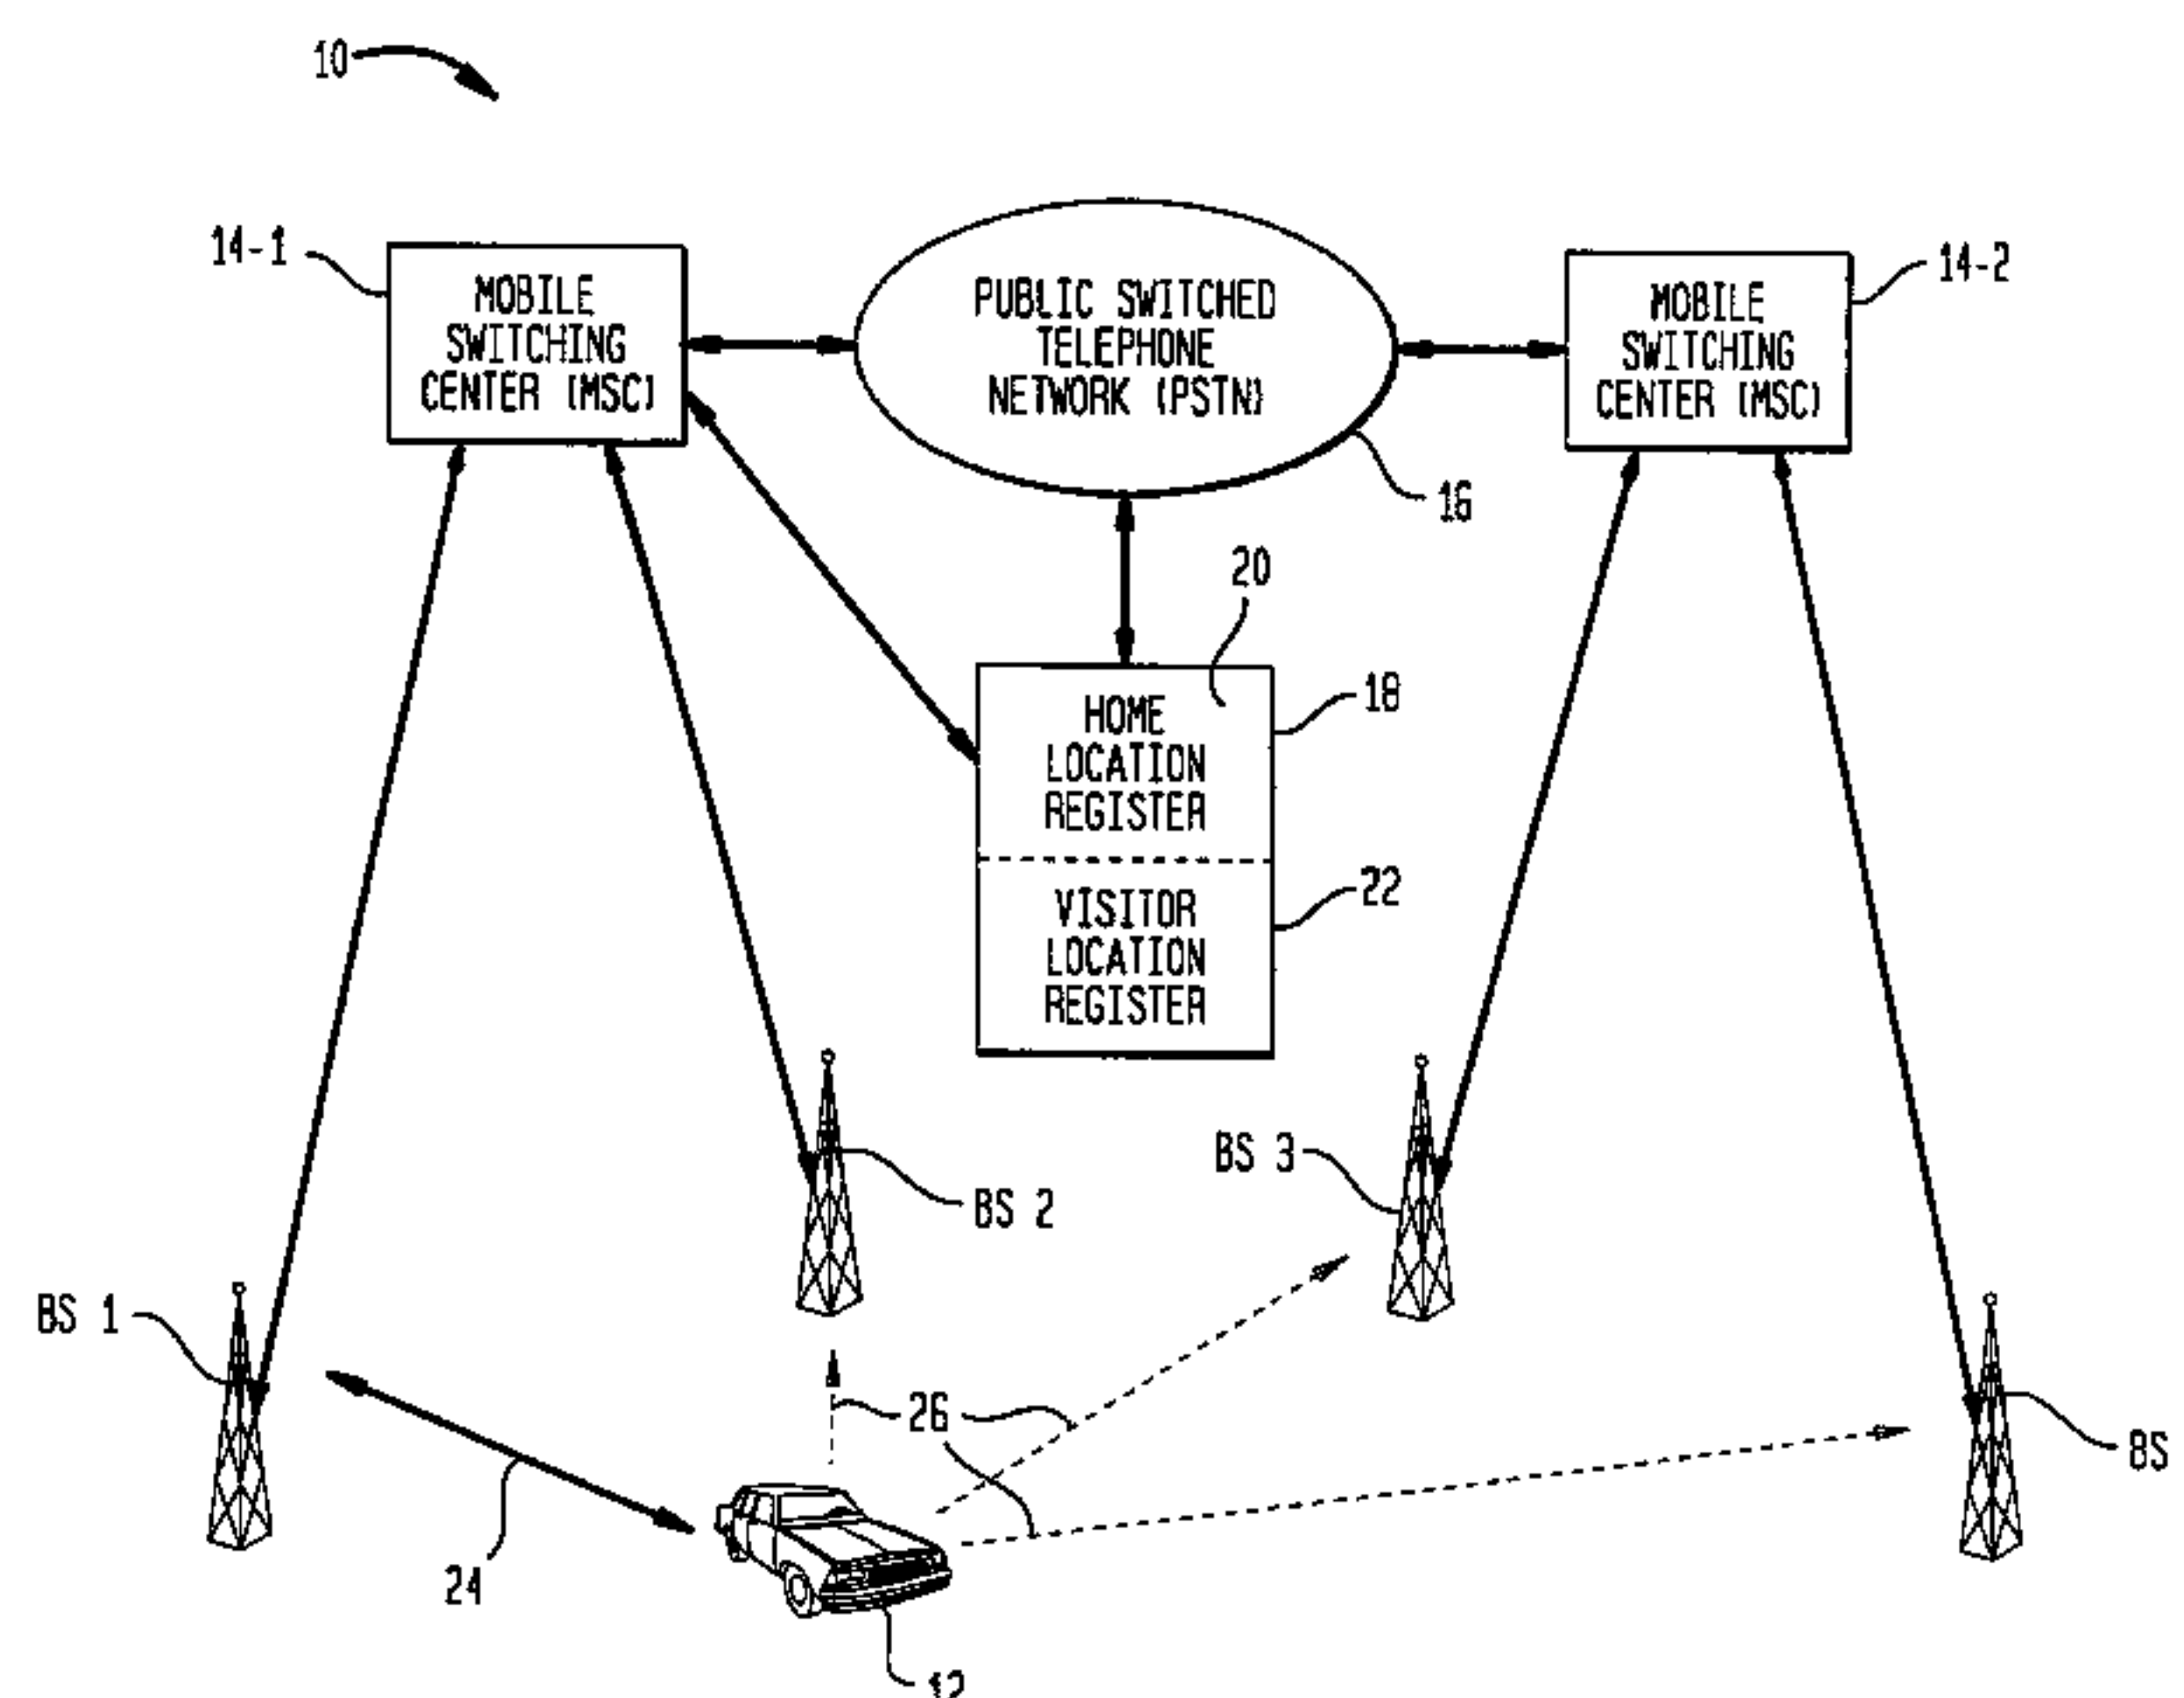 10
14-1
MOBILE
SWITCHING
CENTER (MSC)
PUBLIC SWITCHED
TELEPHONE
NETWORK (PSTN)
MOBILE
SWITCHING
CENTER (MSC)
14-2
16
20
HOME
LOCATION
REGISTER
18
VISITOR
LOCATION
REGISTER
22
BS 1
BS 2
BS 3
BS
26
24
12